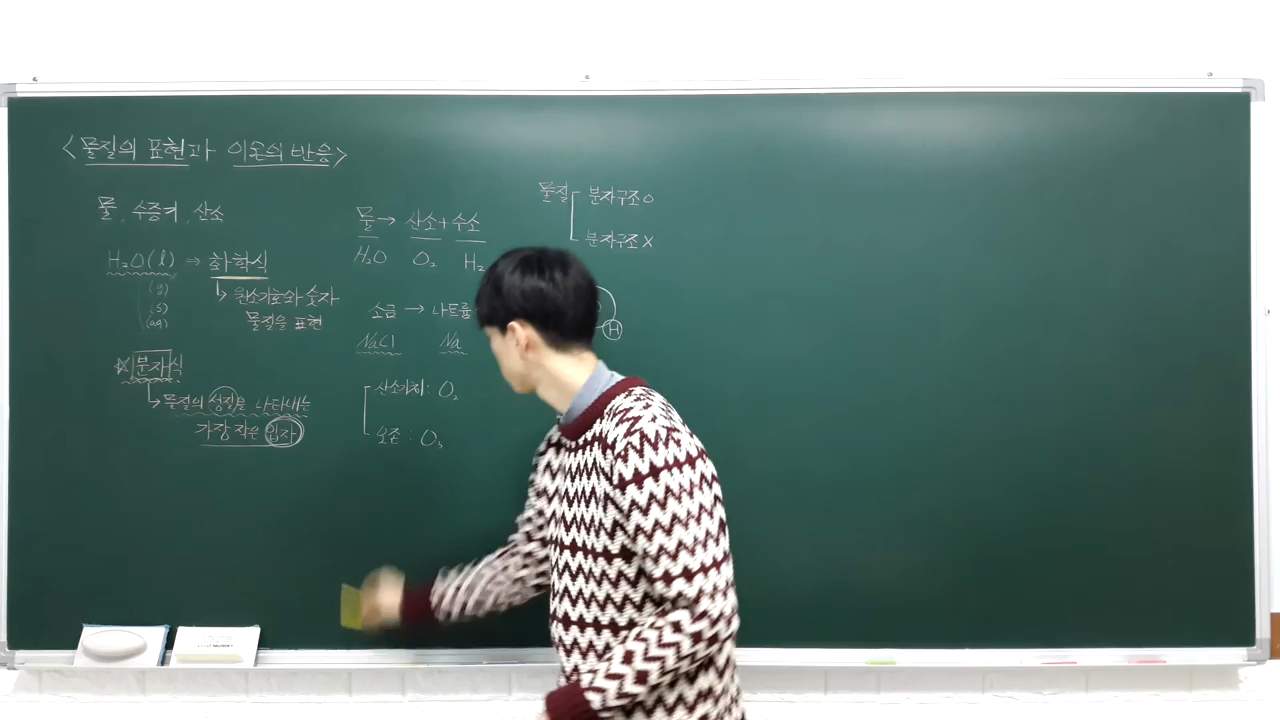 <물질의 표현과 이온의 반응>
물, 수증기, 산소
H₂O(l) ⇒ 화학식
(g)
(s)
(aq)
↳ 원소기호와 숫자
물질을 표현
☆ 분자식
↳ 물질의 성질을 나타내는
가장 작은 입자
물 → 산소 + 수소
H₂O O₂ H₂
소금 → 나트륨
NaCl Na
산소기체 : O₂
오존 : O₃
물질 분자구조 O
분자구조 X
H